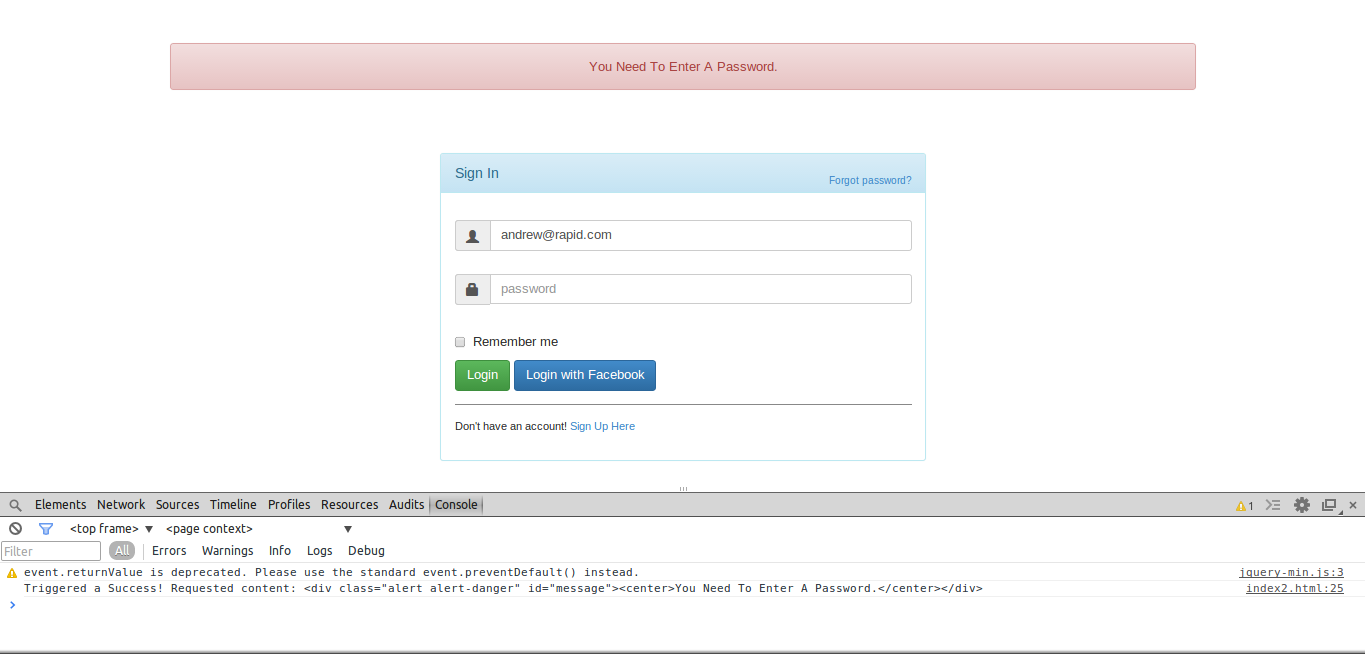 You Need To Enter A Password.
Sign In
Forgot password?
andrew@rapid.com
password
Remember me
Login Login with Facebook
Don't have an account! Sign Up Here
Elements Network Sources Timeline Profiles Resources Audits Console 1
<top frame> <page context>
Filter All Errors Warnings Info Logs Debug
event.returnValue is deprecated. Please use the standard event.preventDefault() instead. jquery-min.js:3
Triggered a Success! Requested content: <div class="alert alert-danger" id="message"><center>You Need To Enter A Password.</center></div> index2.html:25